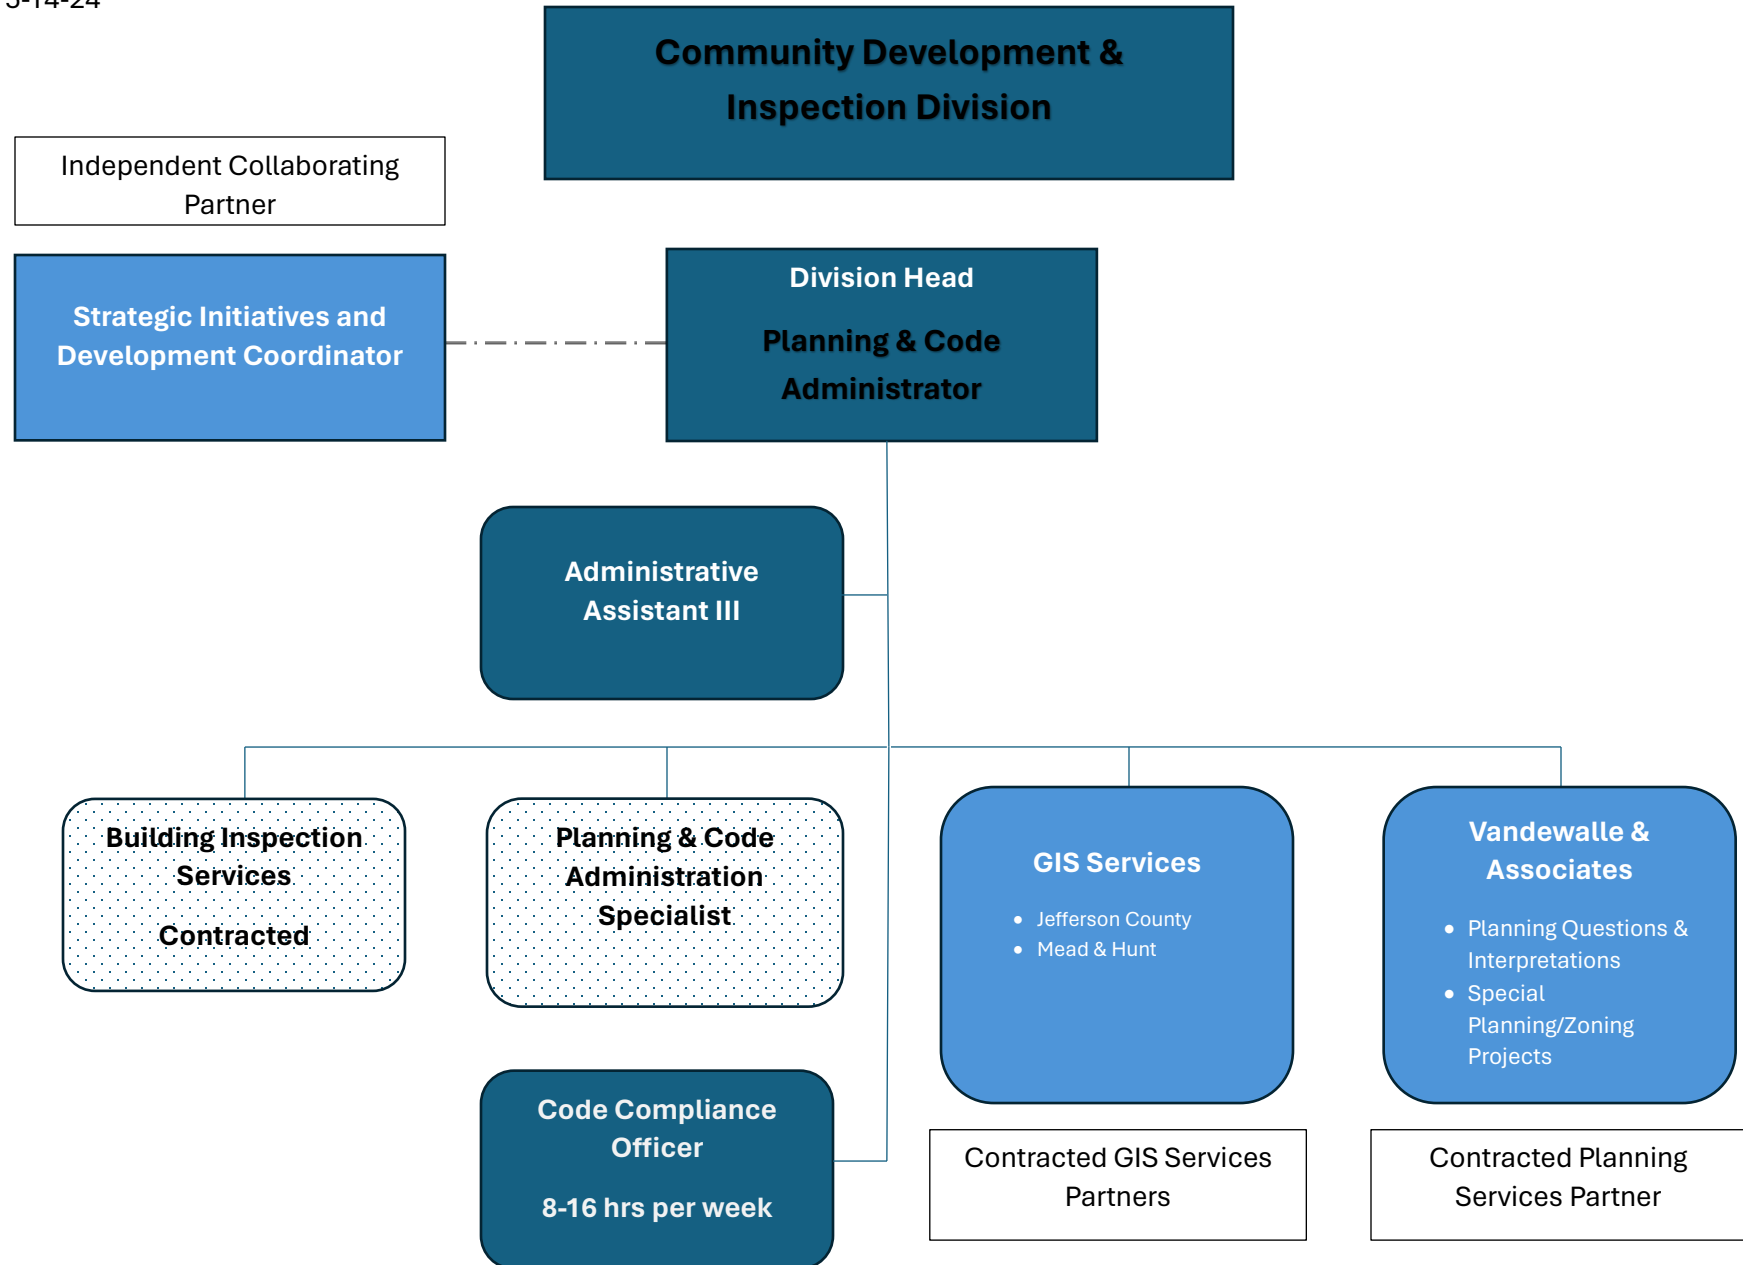 5-14-24
Community Development &
Inspection Division
Independent Collaborating
Partner
Strategic Initiatives and
Development Coordinator
Division Head
Planning & Code
Administrator
Administrative
Assistant III
Building Inspection
Services
Contracted
Planning & Code
Administration
Specialist
GIS Services
• Jefferson County
• Mead & Hunt
Vandewalle &
Associates
• Planning Questions &
Interpretations
• Special
Planning/Zoning
Projects
Code Compliance
Officer
8-16 hrs per week
Contracted GIS Services
Partners
Contracted Planning
Services Partner